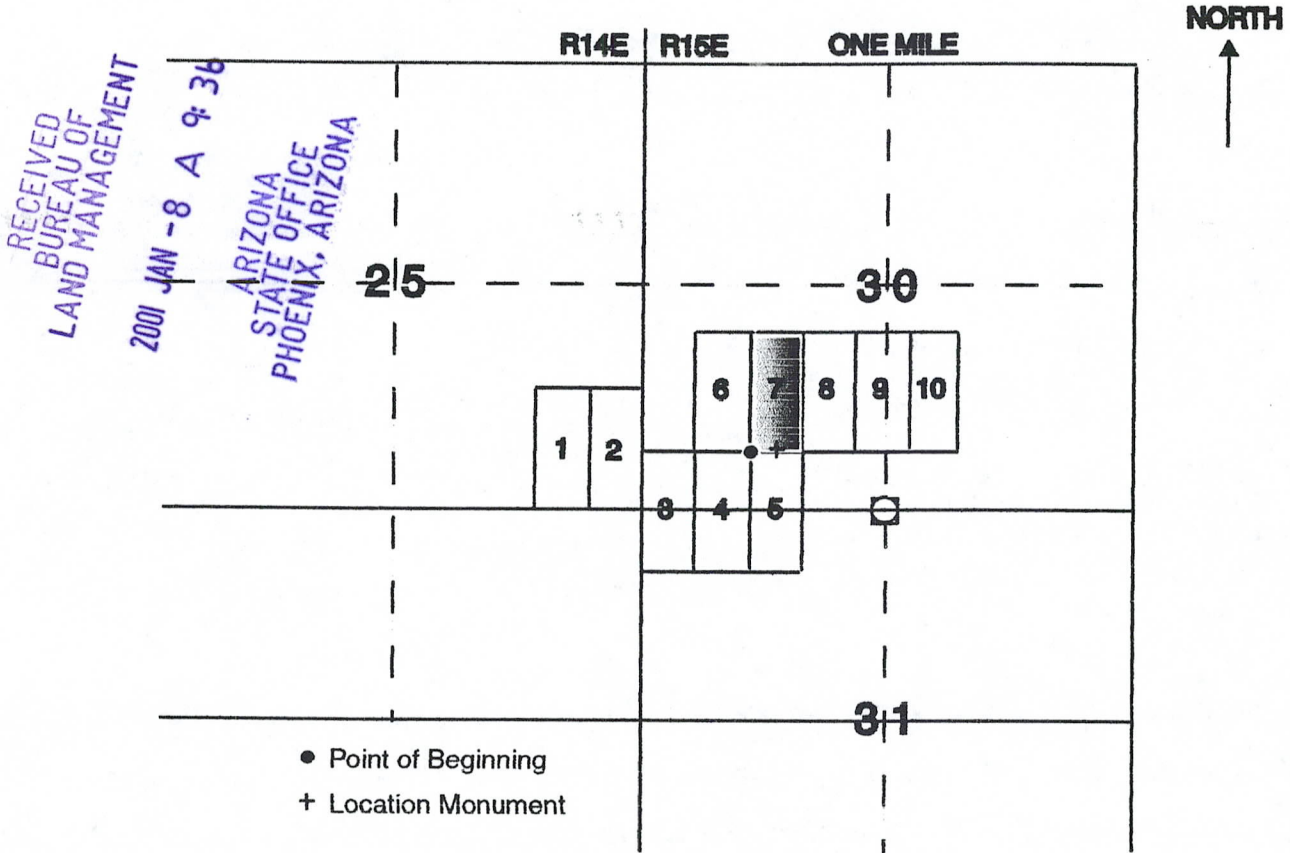 NORTH
R14E R15E ONE MILE
RECEIVED
BUREAU OF
LAND MANAGEMENT
2001 JAN -8 A 9:36
ARIZONA
STATE OFFICE
PHOENIX, ARIZONA
25
30
6 7 8 9 10
1 2
3 4 5
31
Point of Beginning
+ Location Monument